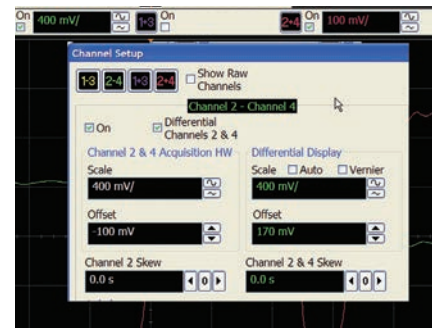 On 400 mV/ 1+3 On 2+4 On 100 mV/
Channel Setup
1-3 2-4 1+3 2+4 Show Raw
Channels
Channel 2 - Channel 4
On Differential
Channels 2 & 4
Channel 2 & 4 Acquisition HW Differential Display
Scale Scale Auto Vernier
400 mV/ 400 mV/
Offset Offset
-100 mV 170 mV
Channel 2 Skew Channel 2 & 4 Skew
0.0 s 0 0.0 s 0